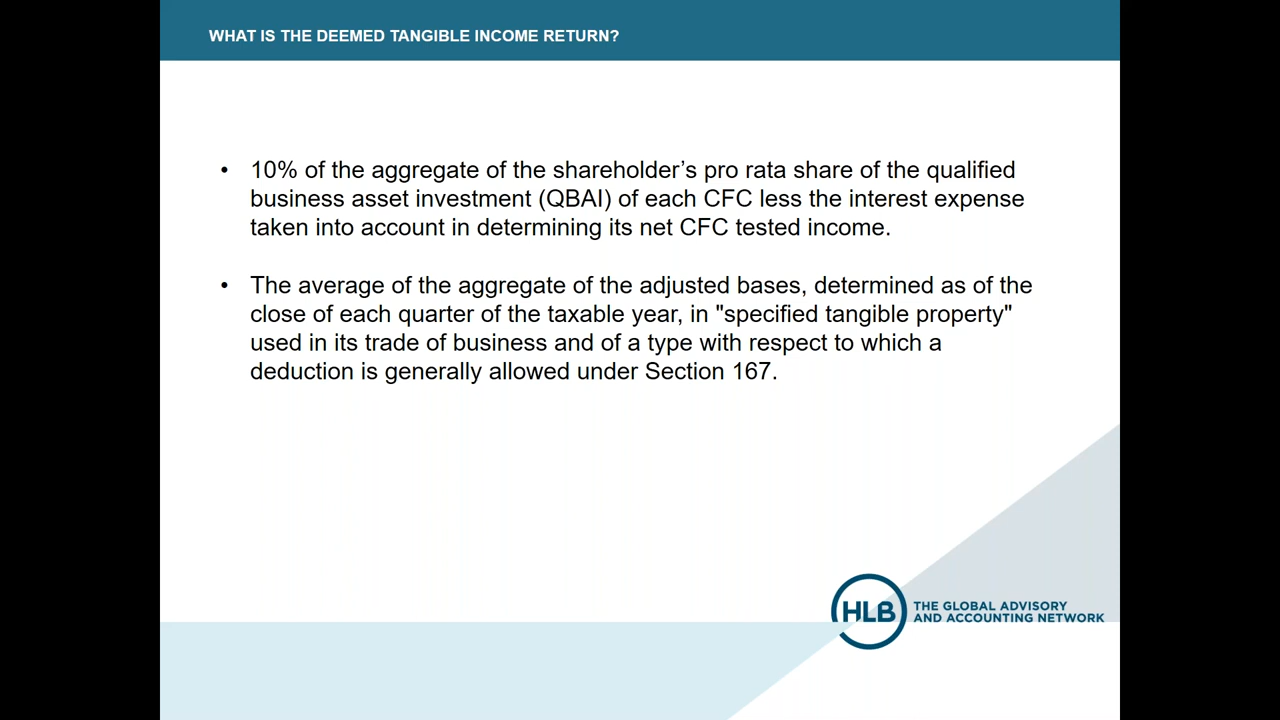 WHAT IS THE DEEMED TANGIBLE INCOME RETURN?
• 10% of the aggregate of the shareholder’s pro rata share of the qualified
business asset investment (QBAI) of each CFC less the interest expense
taken into account in determining its net CFC tested income.
• The average of the aggregate of the adjusted bases, determined as of the
close of each quarter of the taxable year, in "specified tangible property"
used in its trade of business and of a type with respect to which a
deduction is generally allowed under Section 167.
HLB
THE GLOBAL ADVISORY
AND ACCOUNTING NETWORK